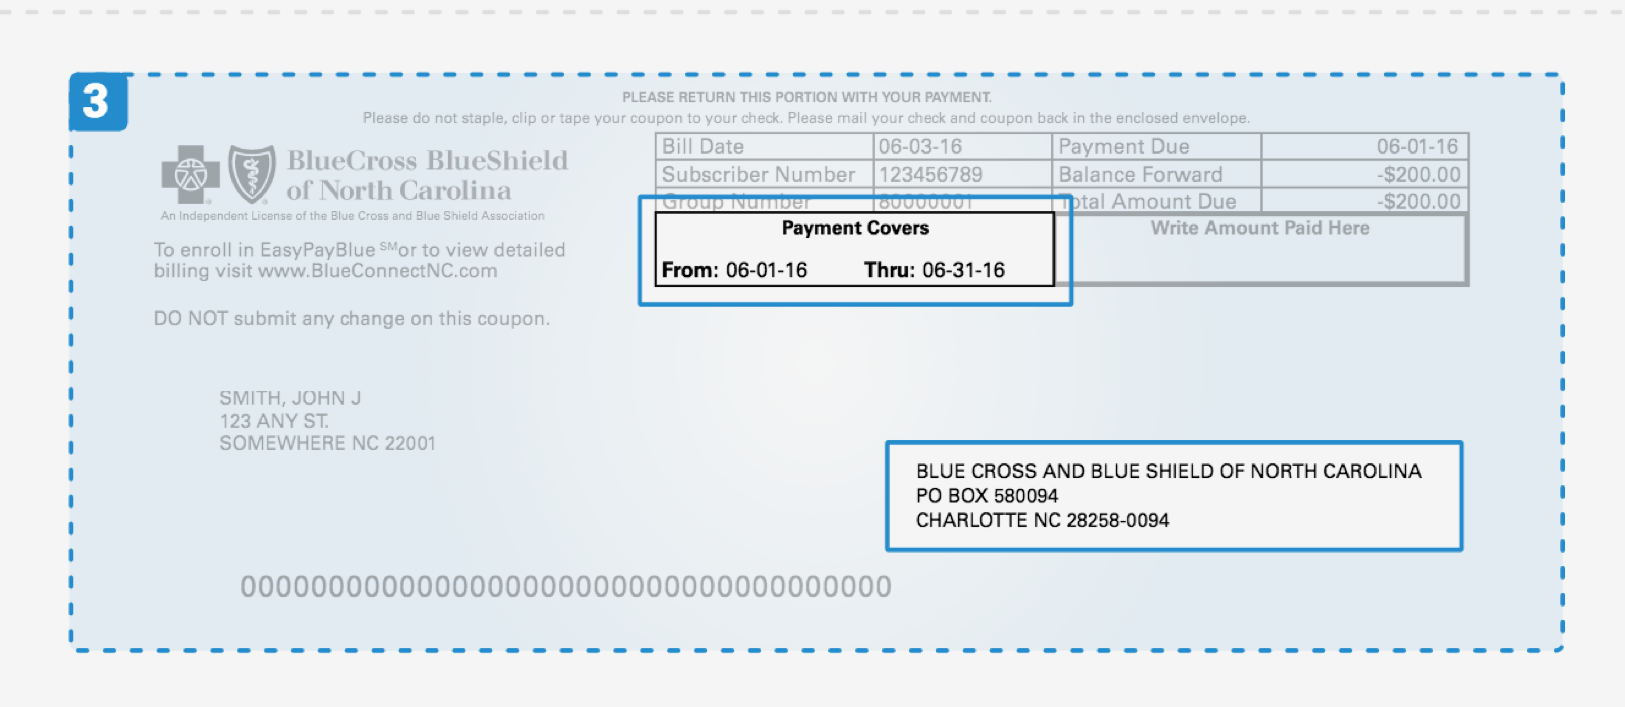 3
PLEASE RETURN THIS PORTION WITH YOUR PAYMENT.
Please do not staple, clip or tape your coupon to your check. Please mail your check and coupon back in the enclosed envelope.
BlueCross BlueShield
of North Carolina
An Independent License of the Blue Cross and Blue Shield Association
To enroll in EasyPayBlue SM or to view detailed
billing visit www.BlueConnectNC.com
DO NOT submit any change on this coupon.
Bill Date 06-03-16 Payment Due 06-01-16
Subscriber Number 123456789 Balance Forward -$200.00
Group Number 80000001 Total Amount Due -$200.00
Payment Covers Write Amount Paid Here
From: 06-01-16 Thru: 06-31-16
SMITH, JOHN J
123 ANY ST.
SOMEWHERE NC 22001
BLUE CROSS AND BLUE SHIELD OF NORTH CAROLINA
PO BOX 580094
CHARLOTTE NC 28258-0094
0000000000000000000000000000000000000